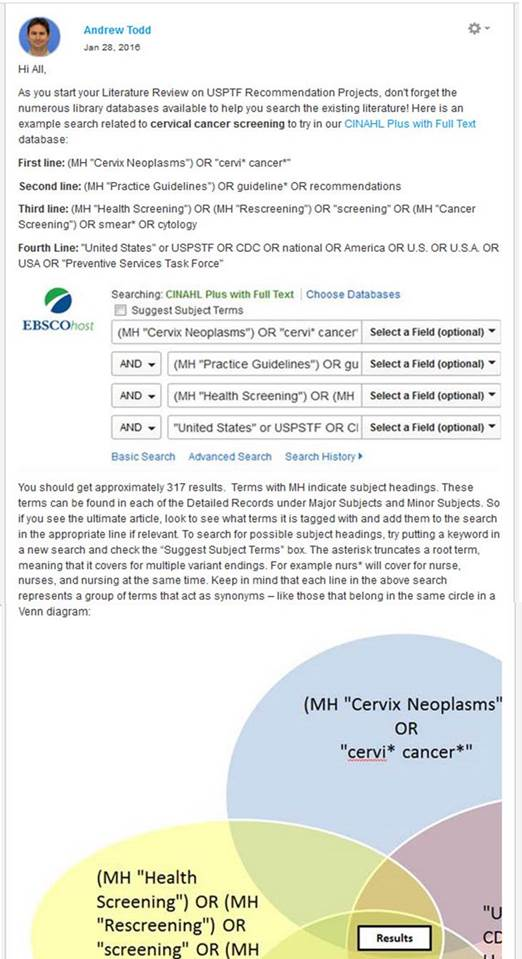 Andrew Todd
Jan 28, 2016
Hi All,
As you start your Literature Review on USPTF Recommendation Projects, don't forget the
numerous library databases available to help you search the existing literature! Here is an
example search related to cervical cancer screening to try in our CINAHL Plus with Full Text
database:
First line: (MH "Cervix Neoplasms") OR "cervi* cancer*"
Second line: (MH "Practice Guidelines") OR guideline* OR recommendations
Third line: (MH "Health Screening") OR (MH "Rescreening") OR "screening" OR (MH "Cancer
Screening") OR smear* OR cytology
Fourth Line: "United States" or USPSTF OR CDC OR national OR America OR U.S. OR U.S.A. OR
USA OR "Preventive Services Task Force"
EBSCOhost
Searching: CINAHL Plus with Full Text Choose Databases
Suggest Subject Terms
(MH "Cervix Neoplasms") OR "cervi* cancer* Select a Field (optional)
AND (MH "Practice Guidelines") OR gu Select a Field (optional)
AND (MH "Health Screening") OR (MH Select a Field (optional)
AND "United States" or USPSTF OR CI Select a Field (optional)
Basic Search Advanced Search Search History
You should get approximately 317 results. Terms with MH indicate subject headings. These
terms can be found in each of the Detailed Records under Major Subjects and Minor Subjects. So
if you see the ultimate article, look to see what terms it is tagged with and add them to the search
in the appropriate line if relevant. To search for possible subject headings, try putting a keyword in
a new search and check the "Suggest Subject Terms" box. The asterisk truncates a root term,
meaning that it covers for multiple variant endings. For example nurs* will cover for nurse,
nurses, and nursing at the same time. Keep in mind that each line in the above search
represents a group of terms that act as synonyms – like those that belong in the same circle in a
Venn diagram:
(MH "Cervix Neoplasms"
OR
"cervi* cancer*"
(MH "Health
Screening") OR (MH
"Rescreening") OR
"screening" OR (MH
"U
CD
Results